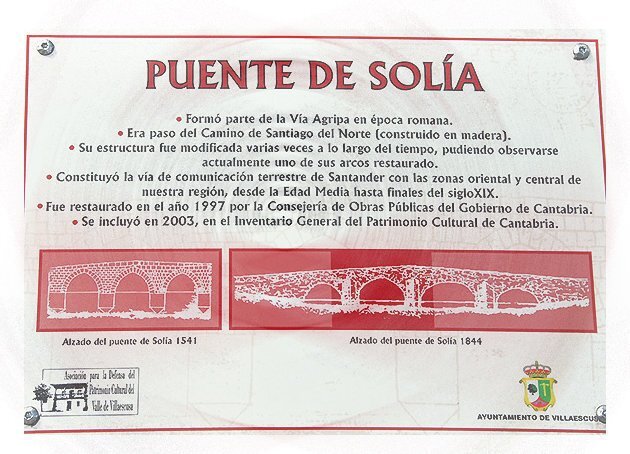 PUENTE DE SOLÍA
• Formó parte de la Vía Agripa en época romana.
• Era paso del Camino de Santiago del Norte (construido en madera).
• Su estructura fue modificada varias veces a lo largo del tiempo, pudiendo observarse
actualmente uno de sus arcos restaurado.
• Constituyó la vía de comunicación terrestre de Santander con las zonas oriental y central de
nuestra región, desde la Edad Media hasta finales del sigloXIX.
• Fue restaurado en el año 1997 por la Consejería de Obras Públicas del Gobierno de Cantabria.
• Se incluyó en 2003, en el Inventario General del Patrimonio Cultural de Cantabria.
Alzado del puente de Solía 1541
Alzado del puente de Solía 1844
Asociación para la Defensa del
Patrimonio Cultural del
Valle de Villaescusa
AYUNTAMIENTO DE VILLAESCUSA